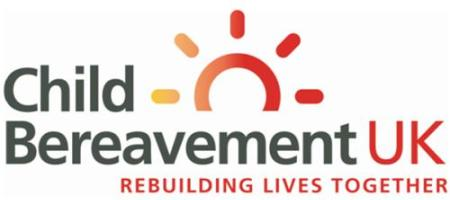 Child
Bereavement UK
REBUILDING LIVES TOGETHER